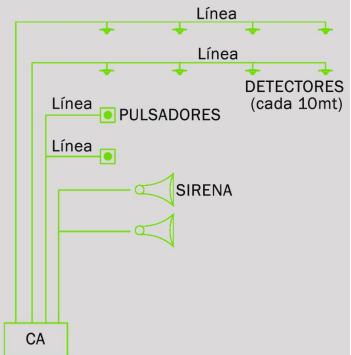 Línea
Línea
DETECTORES
(cada 10mt)
Línea
PULSADORES
Línea
SIRENA
CA